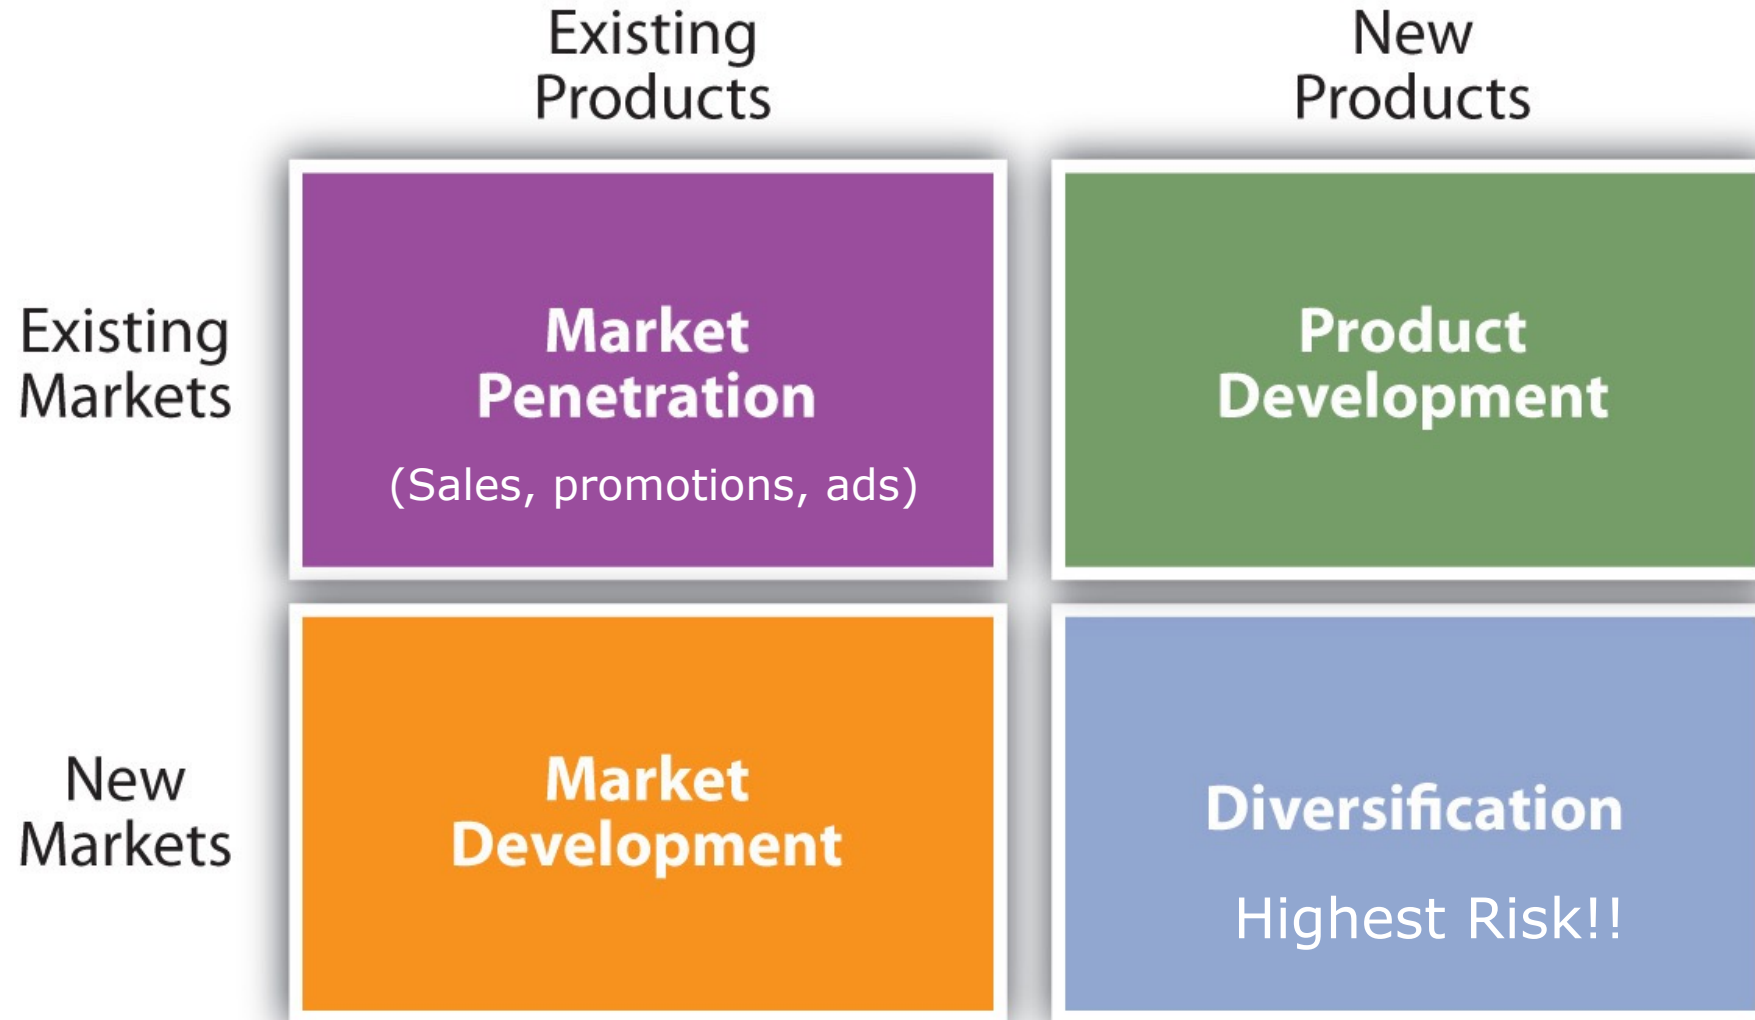 Existing
Products
New
Products
Existing
Markets
Market
Penetration
(Sales, promotions, ads)
Product
Development
New
Markets
Market
Development
Diversification
Highest Risk!!